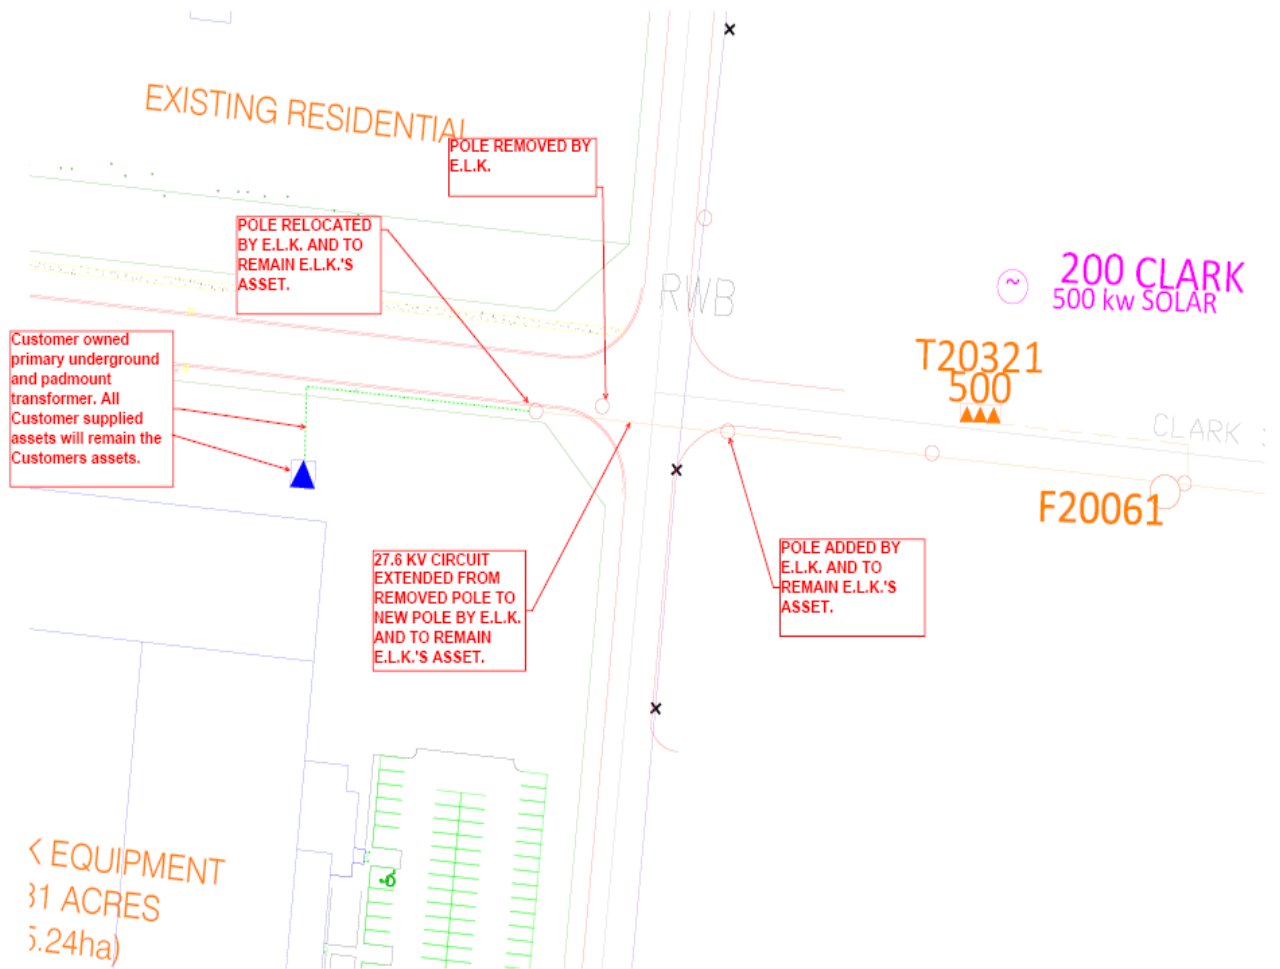 EXISTING RESIDENTIAL
POLE REMOVED BY
E.L.K.
POLE RELOCATED
BY E.L.K. AND TO
REMAIN E.L.K.'S
ASSET.
RWB
~
200 CLARK
500 kw SOLAR
Customer owned
primary underground
and padmount
transformer. All
Customer supplied
assets will remain the
Customers assets.
T20321
500
CLARK
F20061
27.6 KV CIRCUIT
EXTENDED FROM
REMOVED POLE TO
NEW POLE BY E.L.K.
AND TO REMAIN
E.L.K.'S ASSET.
POLE ADDED BY
E.L.K. AND TO
REMAIN E.L.K.'S
ASSET.
EQUIPMENT
31 ACRES
5.24ha)